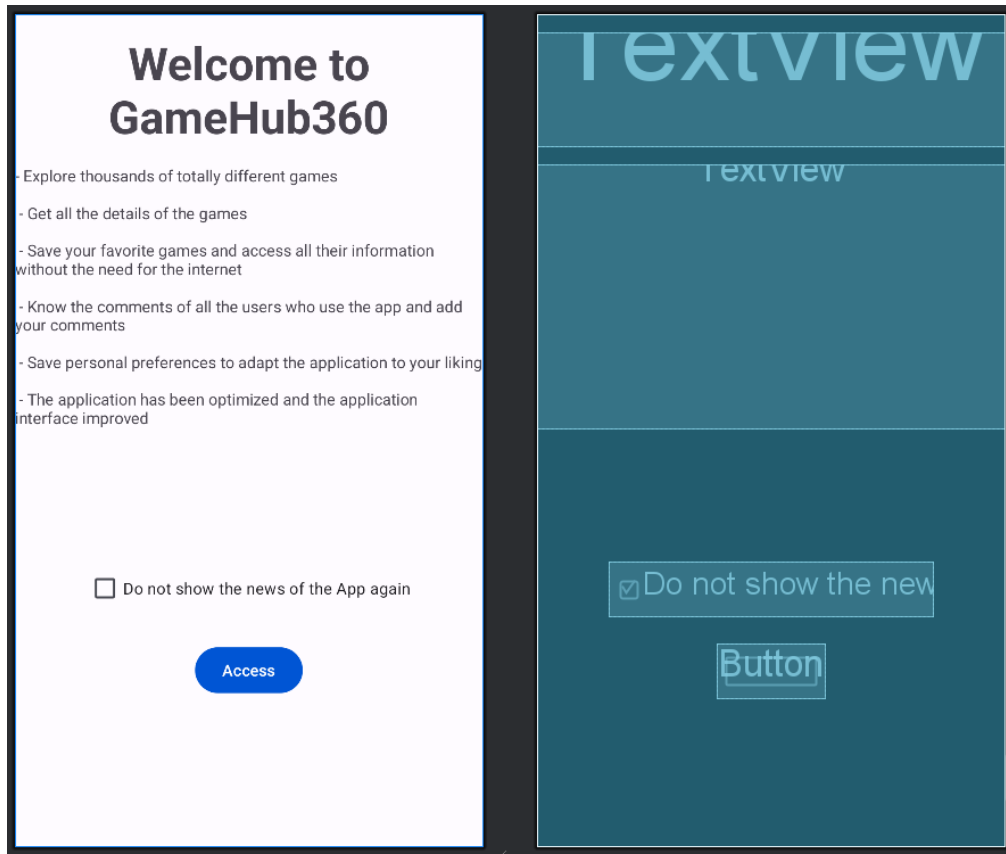 Welcome to
GameHub360
- Explore thousands of totally different games
- Get all the details of the games
- Save your favorite games and access all their information
without the need for the internet
- Know the comments of all the users who use the app and add
your comments
- Save personal preferences to adapt the application to your liking
- The application has been optimized and the application
interface improved
Do not show the news of the App again
Access
TextView
TextView
Do not show the new
Button